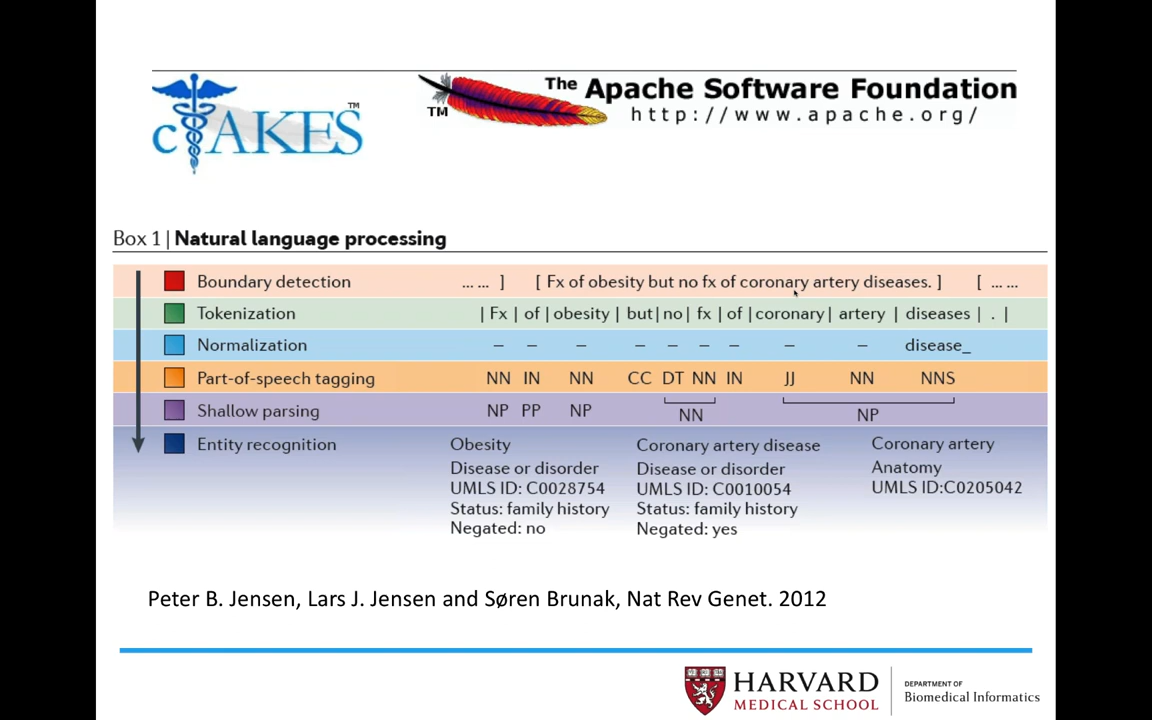 cTAKES™
The Apache Software Foundation
TM
http://www.apache.org/
Box 1 | Natural language processing
Boundary detection ... ... ] [ Fx of obesity but no fx of coronary artery diseases. ] [ ... ...
Tokenization | Fx | of | obesity | but | no | fx | of | coronary | artery | diseases | . |
Normalization – – – – – – – – – disease_
Part-of-speech tagging NN IN NN CC DT NN IN JJ NN NNS
Shallow parsing NP PP NP NN NP
Entity recognition Obesity Coronary artery disease Coronary artery
Disease or disorder Disease or disorder Anatomy
UMLS ID: C0028754 UMLS ID: C0010054 UMLS ID:C0205042
Status: family history Status: family history
Negated: no Negated: yes
Peter B. Jensen, Lars J. Jensen and Søren Brunak, Nat Rev Genet. 2012
HARVARD
MEDICAL SCHOOL
DEPARTMENT OF
Biomedical Informatics